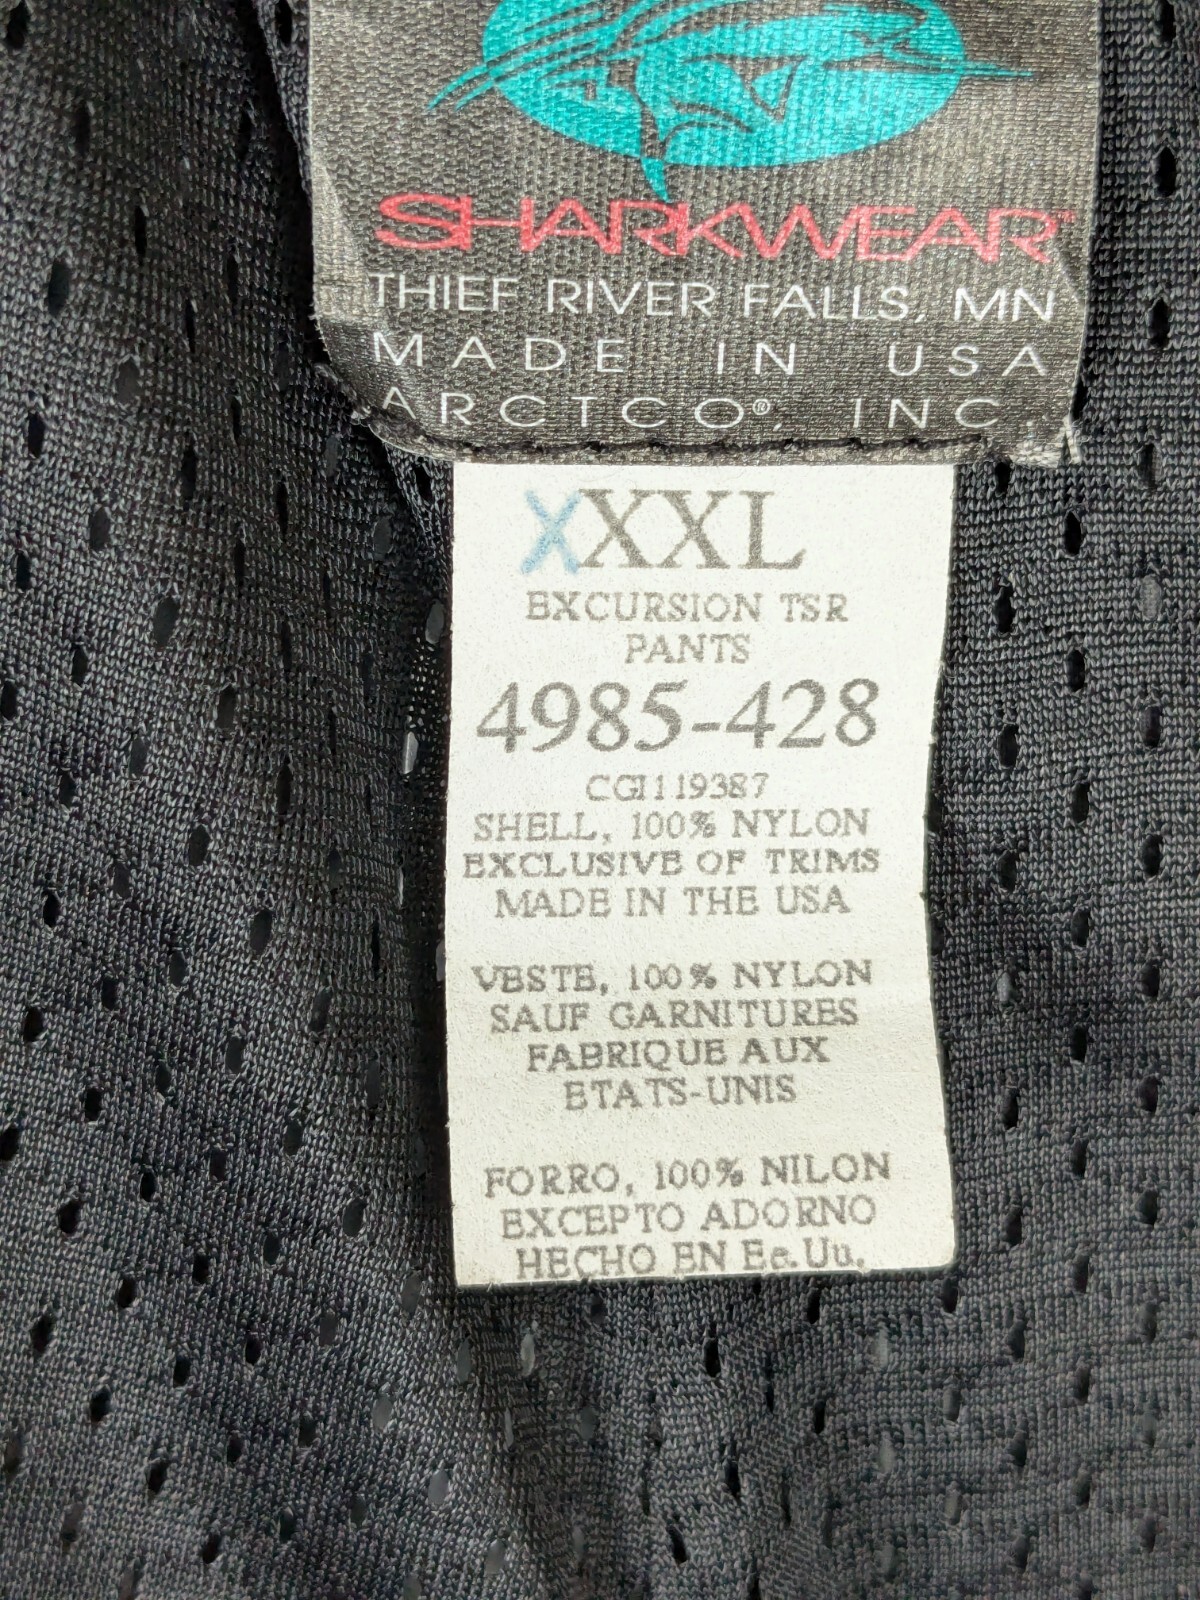 SHARKWEAR™
THIEF RIVER FALLS, MN
MADE IN USA
ARCTCO®, INC.
XXXL
EXCURSION TSR
PANTS
4985-428
CGI119387
SHELL, 100% NYLON
EXCLUSIVE OF TRIMS
MADE IN THE USA
VESTE, 100% NYLON
SAUF GARNITURES
FABRIQUE AUX
ETATS-UNIS
FORRO, 100% NILON
EXCEPTO ADORNO
HECHO EN Ee. Uu.